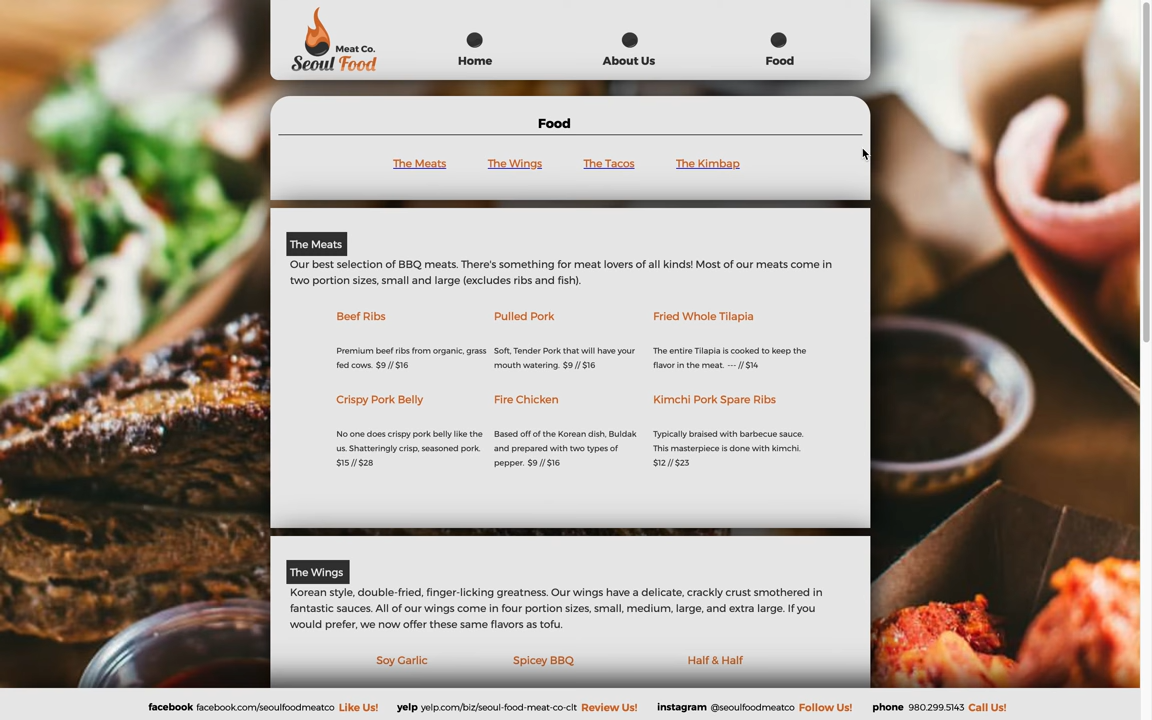 Meat Co.
Seoul Food
Home About Us Food
Food
The Meats The Wings The Tacos The Kimbap
The Meats
Our best selection of BBQ meats. There's something for meat lovers of all kinds! Most of our meats come in
two portion sizes, small and large (excludes ribs and fish).
Beef Ribs
Premium beef ribs from organic, grass
fed cows. $9 // $16
Pulled Pork
Soft, Tender Pork that will have your
mouth watering. $9 // $16
Fried Whole Tilapia
The entire Tilapia is cooked to keep the
flavor in the meat. --- // $14
Crispy Pork Belly
No one does crispy pork belly like the
us. Shatteringly crisp, seasoned pork.
$15 // $28
Fire Chicken
Based off of the Korean dish, Buldak
and prepared with two types of
pepper. $9 // $16
Kimchi Pork Spare Ribs
Typically braised with barbecue sauce.
This masterpiece is done with kimchi.
$12 // $23
The Wings
Korean style, double-fried, finger-licking greatness. Our wings have a delicate, crackly crust smothered in
fantastic sauces. All of our wings come in four portion sizes, small, medium, large, and extra large. If you
would prefer, we now offer these same flavors as tofu.
Soy Garlic Spicey BBQ Half & Half
facebook facebook.com/seoulfoodmeatco Like Us! yelp yelp.com/biz/seoul-food-meat-co-clt Review Us! instagram @seoulfoodmeatco Follow Us! phone 980.299.5143 Call Us!